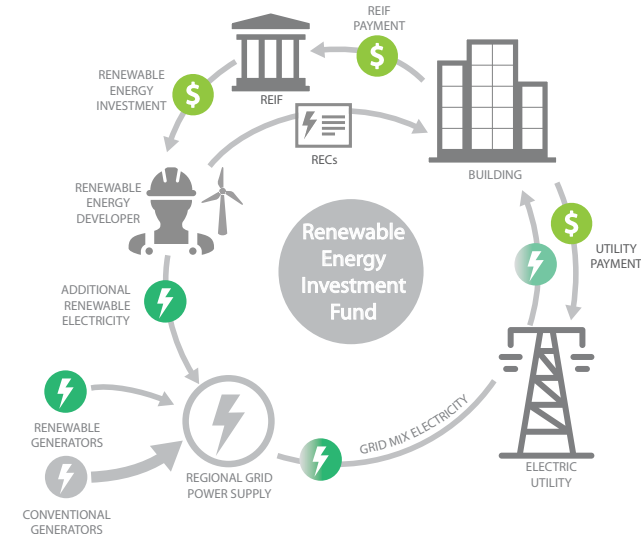 REIF
PAYMENT
$
RENEWABLE
ENERGY
INVESTMENT
$
REIF
RECs
BUILDING
RENEWABLE
ENERGY
DEVELOPER
Renewable
Energy
Investment
Fund
$
UTILITY
PAYMENT
ADDITIONAL
RENEWABLE
ELECTRICITY
RENEWABLE
GENERATORS
GRID MIX ELECTRICITY
REGIONAL GRID
POWER SUPPLY
ELECTRIC
UTILITY
CONVENTIONAL
GENERATORS